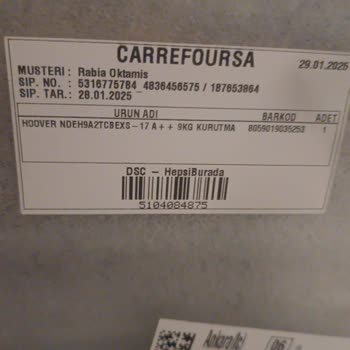 CARREFOURSA
29.01.2025
MUSTERI : Rabia Oktamis
SIP. NO. : 5316775784 4836456575 / 187653864
SIP. TAR.: 28.01.2025
URUN ADI BARKOD ADET
HOOVER NDEH9A2TCBEXS-17 A++ 9KG KURUTMA 8059019035253 1
DSC - HepsiBurada
5104084875